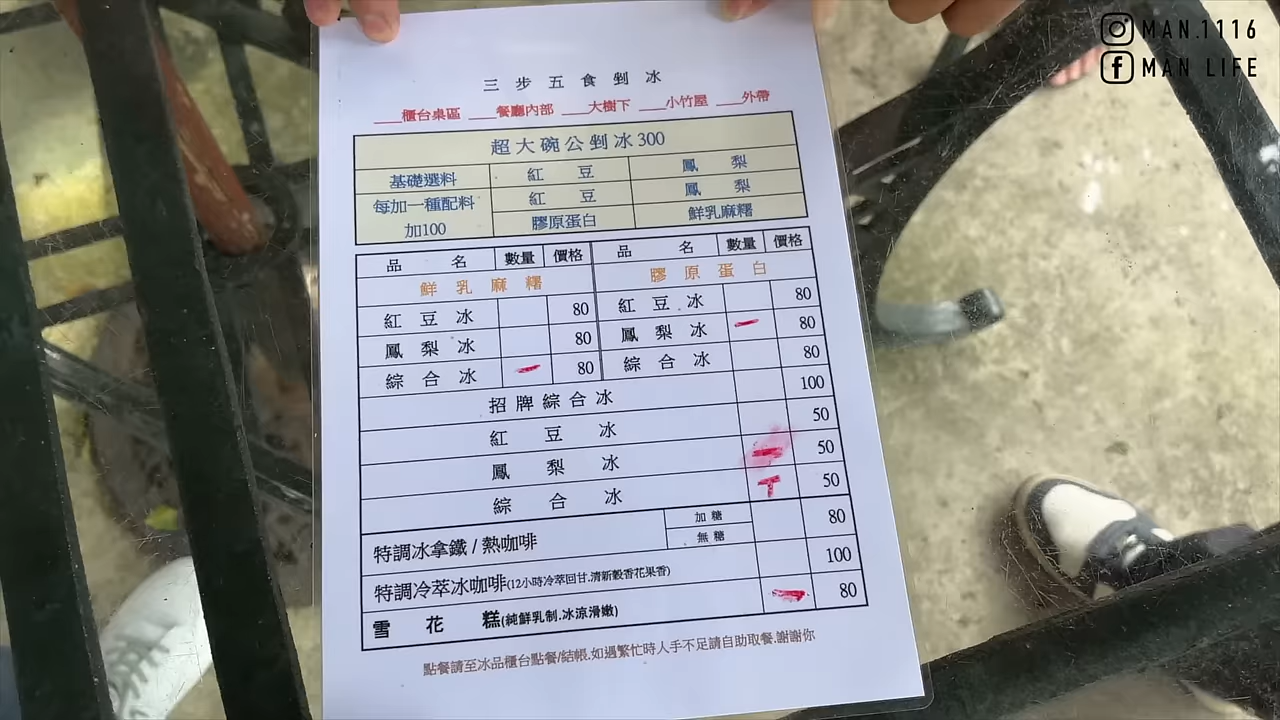 MAN.1116
MAN LIFE
三步五食剉冰
___櫃台桌區 ___餐廳內部 ___大樹下 ___小竹屋 ___外帶
超大碗公剉冰300
基礎選料 紅豆 鳳梨
每加一種配料加100 紅豆 鳳梨
膠原蛋白 鮮乳麻糬
品名 數量 價格 品名 數量 價格
鮮乳麻糬 膠原蛋白
紅豆冰 80 紅豆冰 80
鳳梨冰 80 鳳梨冰 一 80
綜合冰 一 80 綜合冰 80
招牌綜合冰 100
紅豆冰 50
鳳梨冰 一 50
綜合冰 T 50
特調冰拿鐵/熱咖啡 加糖 無糖 80
特調冷萃冰咖啡(12小時冷萃回甘.清新穀香花果香) 100
雪花糕(純鮮乳制.冰涼滑嫩) 一 80
點餐請至冰品櫃台點餐/結帳.如遇繁忙時人手不足請自助取餐.謝謝你